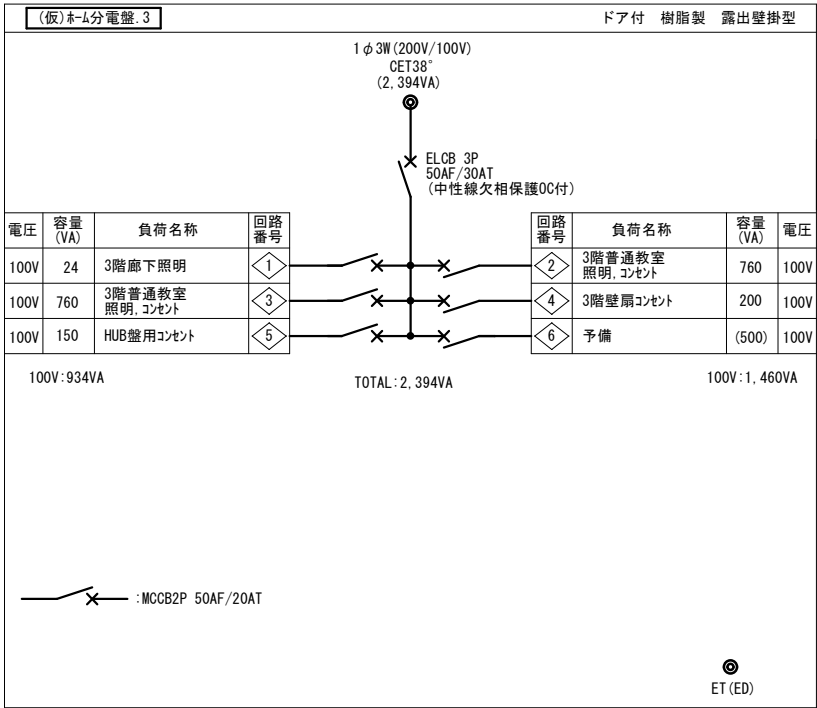 (仮)ﾎｰﾑ分電盤.3
ドア付 樹脂製 露出壁掛型
1φ3W(200V/100V)
CET38°
(2,394VA)
ELCB 3P
50AF/30AT
(中性線欠相保護OC付)
電圧 容量(VA) 負荷名称 回路番号
100V 24 3階廊下照明 1
100V 760 3階普通教室照明,ｺﾝｾﾝﾄ 3
100V 150 HUB盤用ｺﾝｾﾝﾄ 5
回路番号 負荷名称 容量(VA) 電圧
2 3階普通教室照明,ｺﾝｾﾝﾄ 760 100V
4 3階壁扇ｺﾝｾﾝﾄ 200 100V
6 予備 (500) 100V
100V:934VA
TOTAL:2,394VA
100V:1,460VA
:MCCB2P 50AF/20AT
ET(ED)